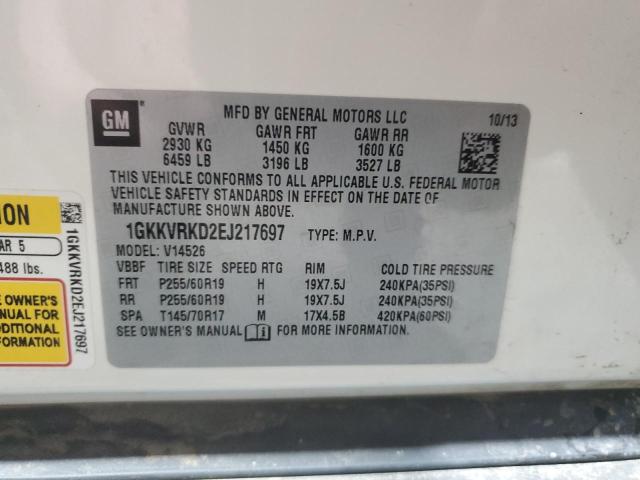 GM
MFD BY GENERAL MOTORS LLC 10/13
GVWR GAWR FRT GAWR RR
2930 KG 1450 KG 1600 KG
6459 LB 3196 LB 3527 LB
THIS VEHICLE CONFORMS TO ALL APPLICABLE U.S. FEDERAL MOTOR
VEHICLE SAFETY STANDARDS IN EFFECT ON THE DATE OF
MANUFACTURE SHOWN ABOVE.
1GKKVRKD2EJ217697 TYPE: M.P.V.
MODEL: V14526
VBBF TIRE SIZE SPEED RTG RIM COLD TIRE PRESSURE
FRT P255/60R19 H 19X7.5J 240KPA(35PSI)
RR P255/60R19 H 19X7.5J 240KPA(35PSI)
SPA T145/70R17 M 17X4.5B 420KPA(60PSI)
SEE OWNER'S MANUAL FOR MORE INFORMATION.
ION
AR 5
488 lbs.
E OWNER'S
MANUAL FOR
DDITIONAL
FORMATION
1GKKVRKD2EJ217697